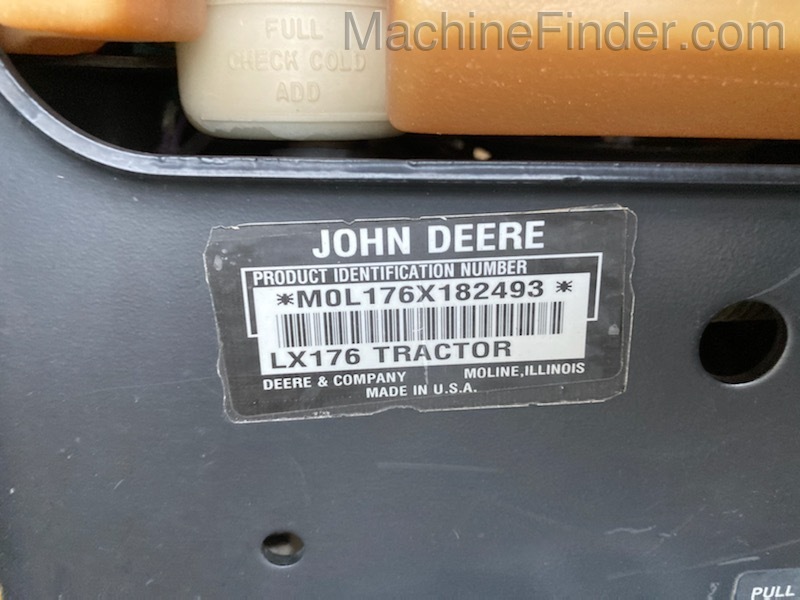 MachineFinder.com
FULL
CHECK COLD
ADD
JOHN DEERE
PRODUCT IDENTIFICATION NUMBER
*M0L176X182493*
LX176 TRACTOR
DEERE & COMPANY MOLINE, ILLINOIS
MADE IN U.S.A.
PULL